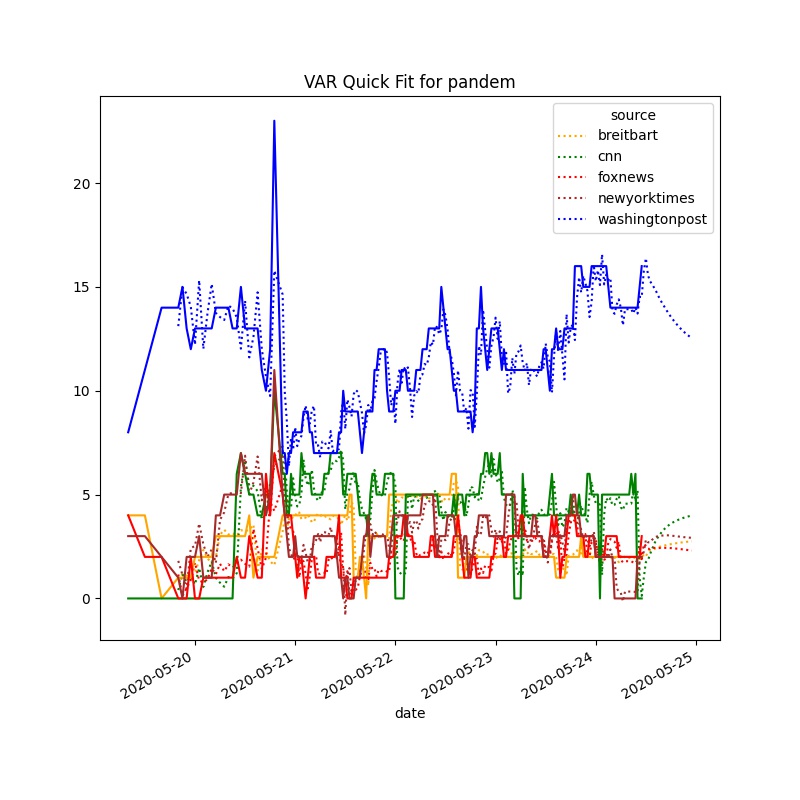 VAR Quick Fit for pandem
source
breitbart
cnn
foxnews
newyorktimes
washingtonpost
20
15
10
5
0
2020-05-20
2020-05-21
2020-05-22
2020-05-23
2020-05-24
2020-05-25
date